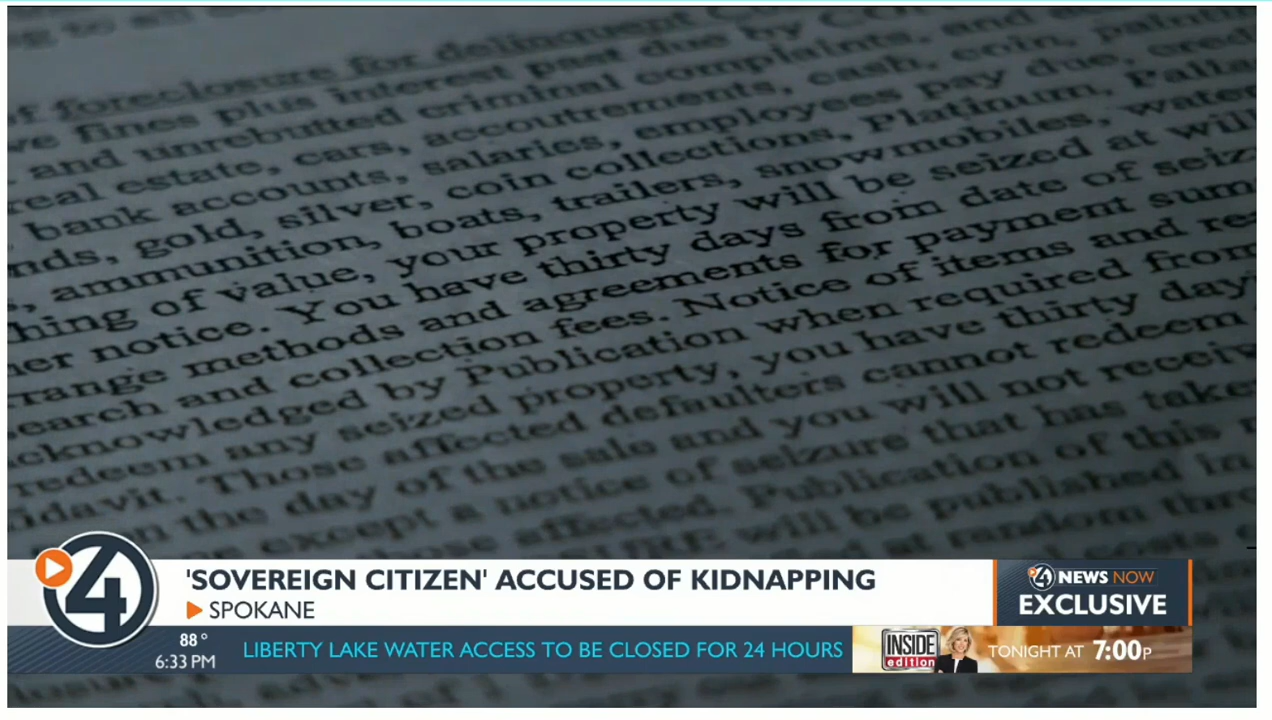 foreclosure for delinquent
fines plus interest past due by
and unrebutted criminal complaints, and
real estate, cars, accoutrements, cash, coin,
bank accounts, salaries, employees pay due,
gold, silver, coin collections, Platinum,
ammunition, boats, trailers, snowmobiles,
of value, your property will be seized at will
notice. You have thirty days from date of
methods and agreements for payment
and collection fees. Notice of items and
by Publication when required from
redeem any seized property, you have thirty
Those affected defaulters cannot redeem
the day of the sale and you will not
except a notice of seizure that has
affected. Publication of this
will be published in
at random
'SOVEREIGN CITIZEN' ACCUSED OF KIDNAPPING
SPOKANE
4 NEWS NOW
EXCLUSIVE
4
88°
6:33 PM
LIBERTY LAKE WATER ACCESS TO BE CLOSED FOR 24 HOURS
INSIDE
edition
TONIGHT AT 7:00P